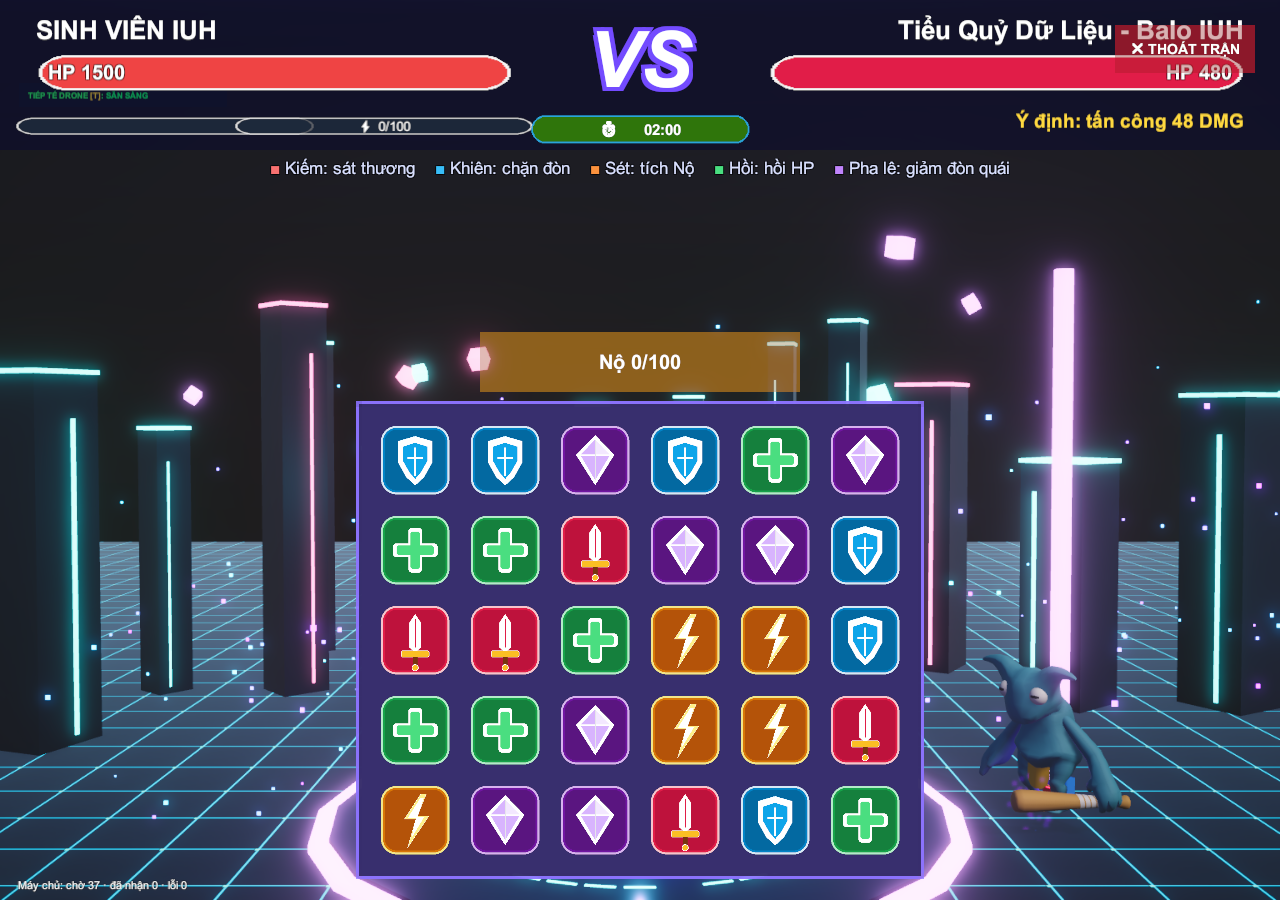 SINH VIÊN IUH
VS
Tiểu Quỷ Dữ Liệu - Balo IUH
✕ THOÁT TRẬN
HP 1500
HP 480
TIẾP TẾ DRONE [T]: SẴN SÀNG
0/100
02:00
Ý định: tấn công 48 DMG
Kiếm: sát thương
Khiên: chặn đòn
Sét: tích Nộ
Hồi: hồi HP
Pha lê: giảm đòn quái
Nộ 0/100
Máy chủ: chờ 37 · đã nhận 0 · lỗi 0